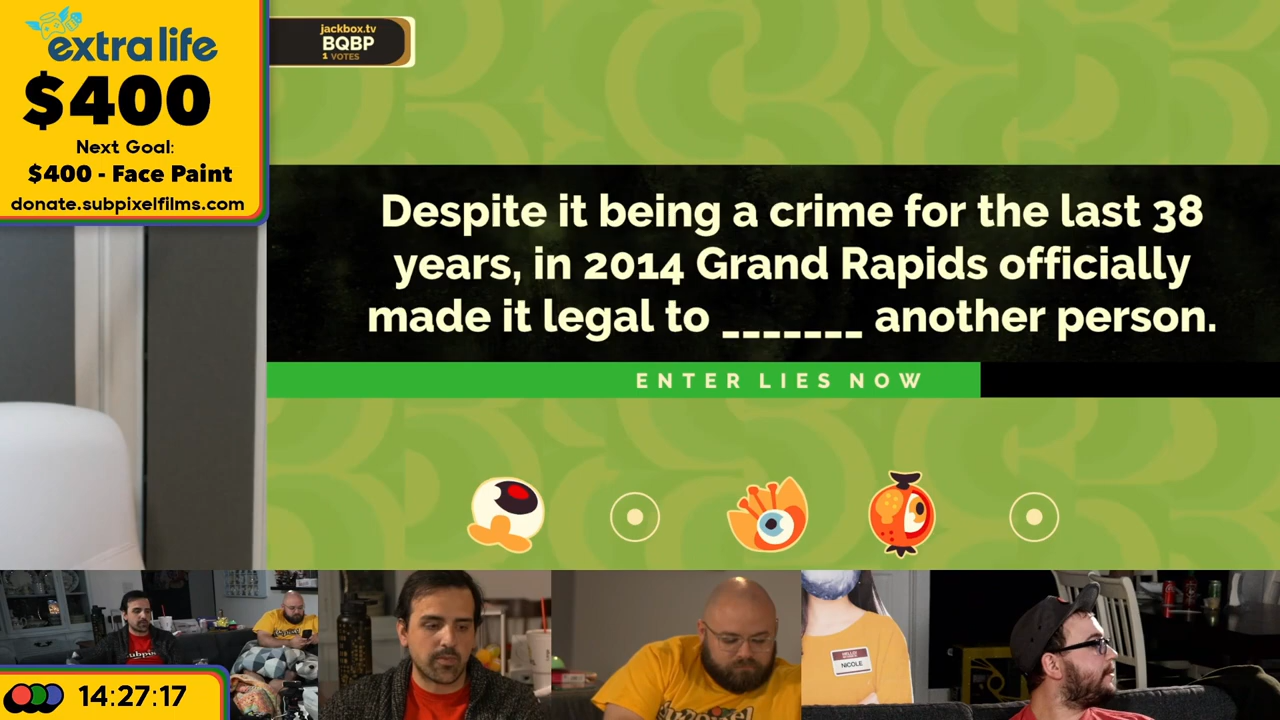 extralife
$400
Next Goal:
$400 - Face Paint
donate.subpixelfilms.com
jackbox.tv
BQBP
1 VOTES
Despite it being a crime for the last 38
years, in 2014 Grand Rapids officially
made it legal to _______ another person.
ENTER LIES NOW
NICOLE
14:27:17